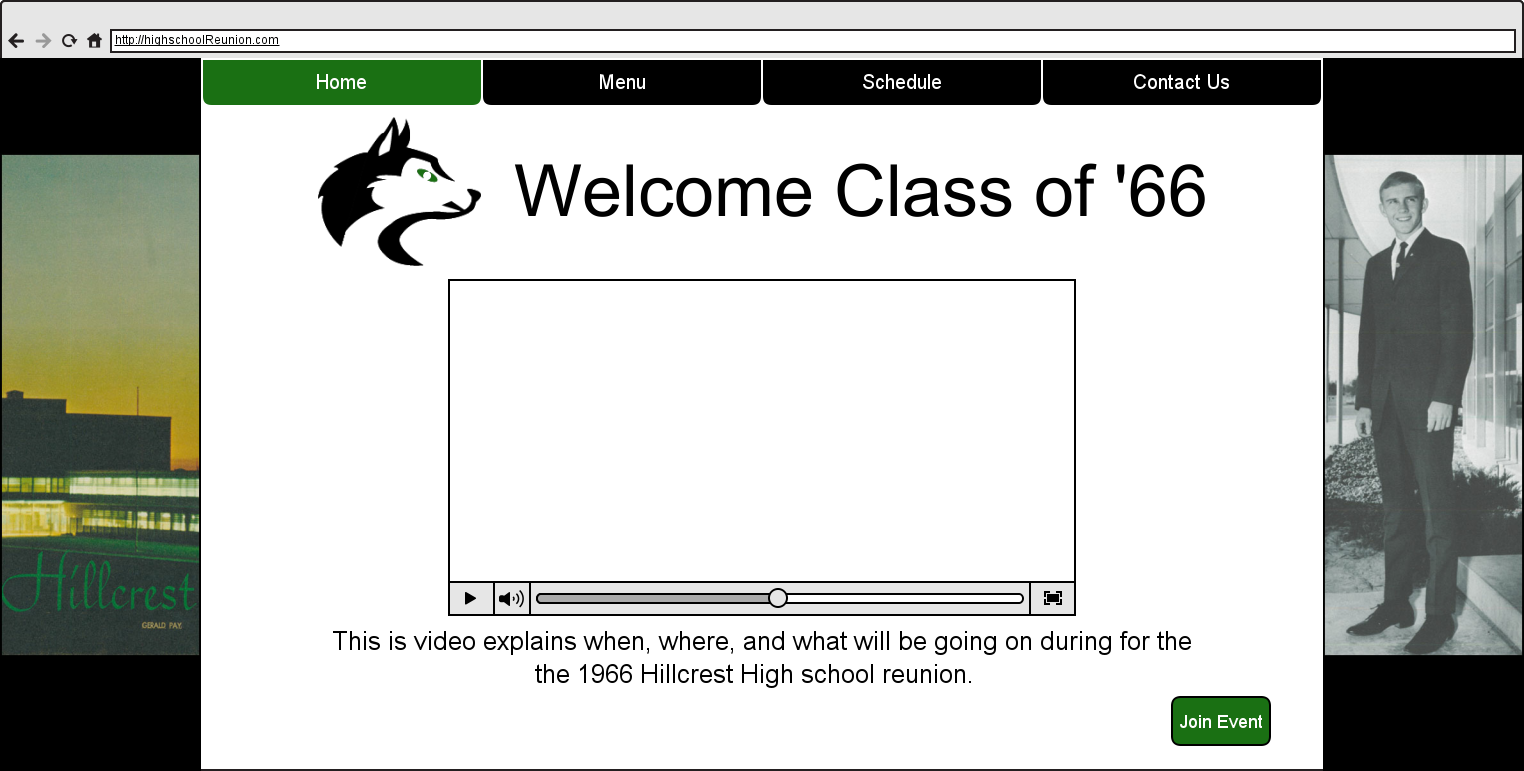 http://highschoolReunion.com
Home Menu Schedule Contact Us
Welcome Class of '66
Hillcrest
GERALD PAY.
This is video explains when, where, and what will be going on during for the
the 1966 Hillcrest High school reunion.
Join Event